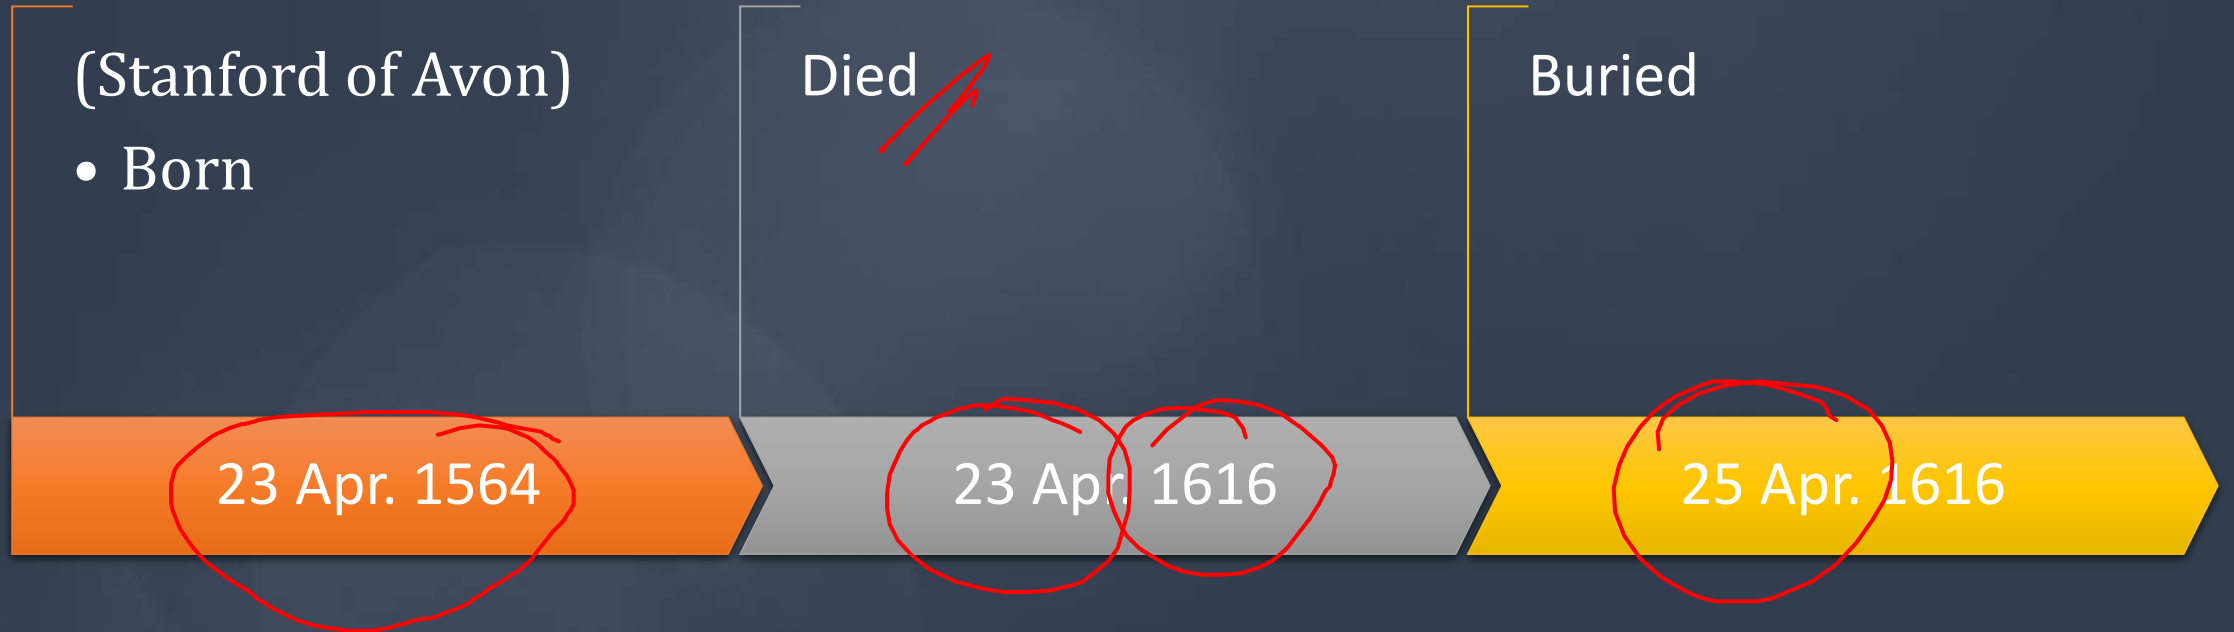 (Stanford of Avon)
• Born
23 Apr. 1564
Died
23 Apr. 1616
Buried
25 Apr. 1616